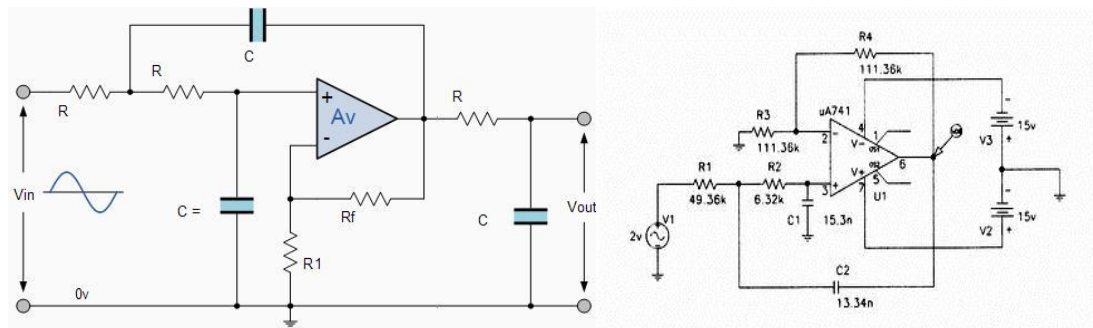 C
R
R
R
+
Av
-
Vin
C =
Rf
C
Vout
R1
0v
R4
111.36k
uA741
R3
111.36k
4
1
2
-
V-
OS1
OS2
6
V+
3
+
7
5
U1
R1
49.36k
R2
6.32k
C1
15.3n
V1
2v
C2
13.34n
-
V3
15v
+
-
15v
V2
+